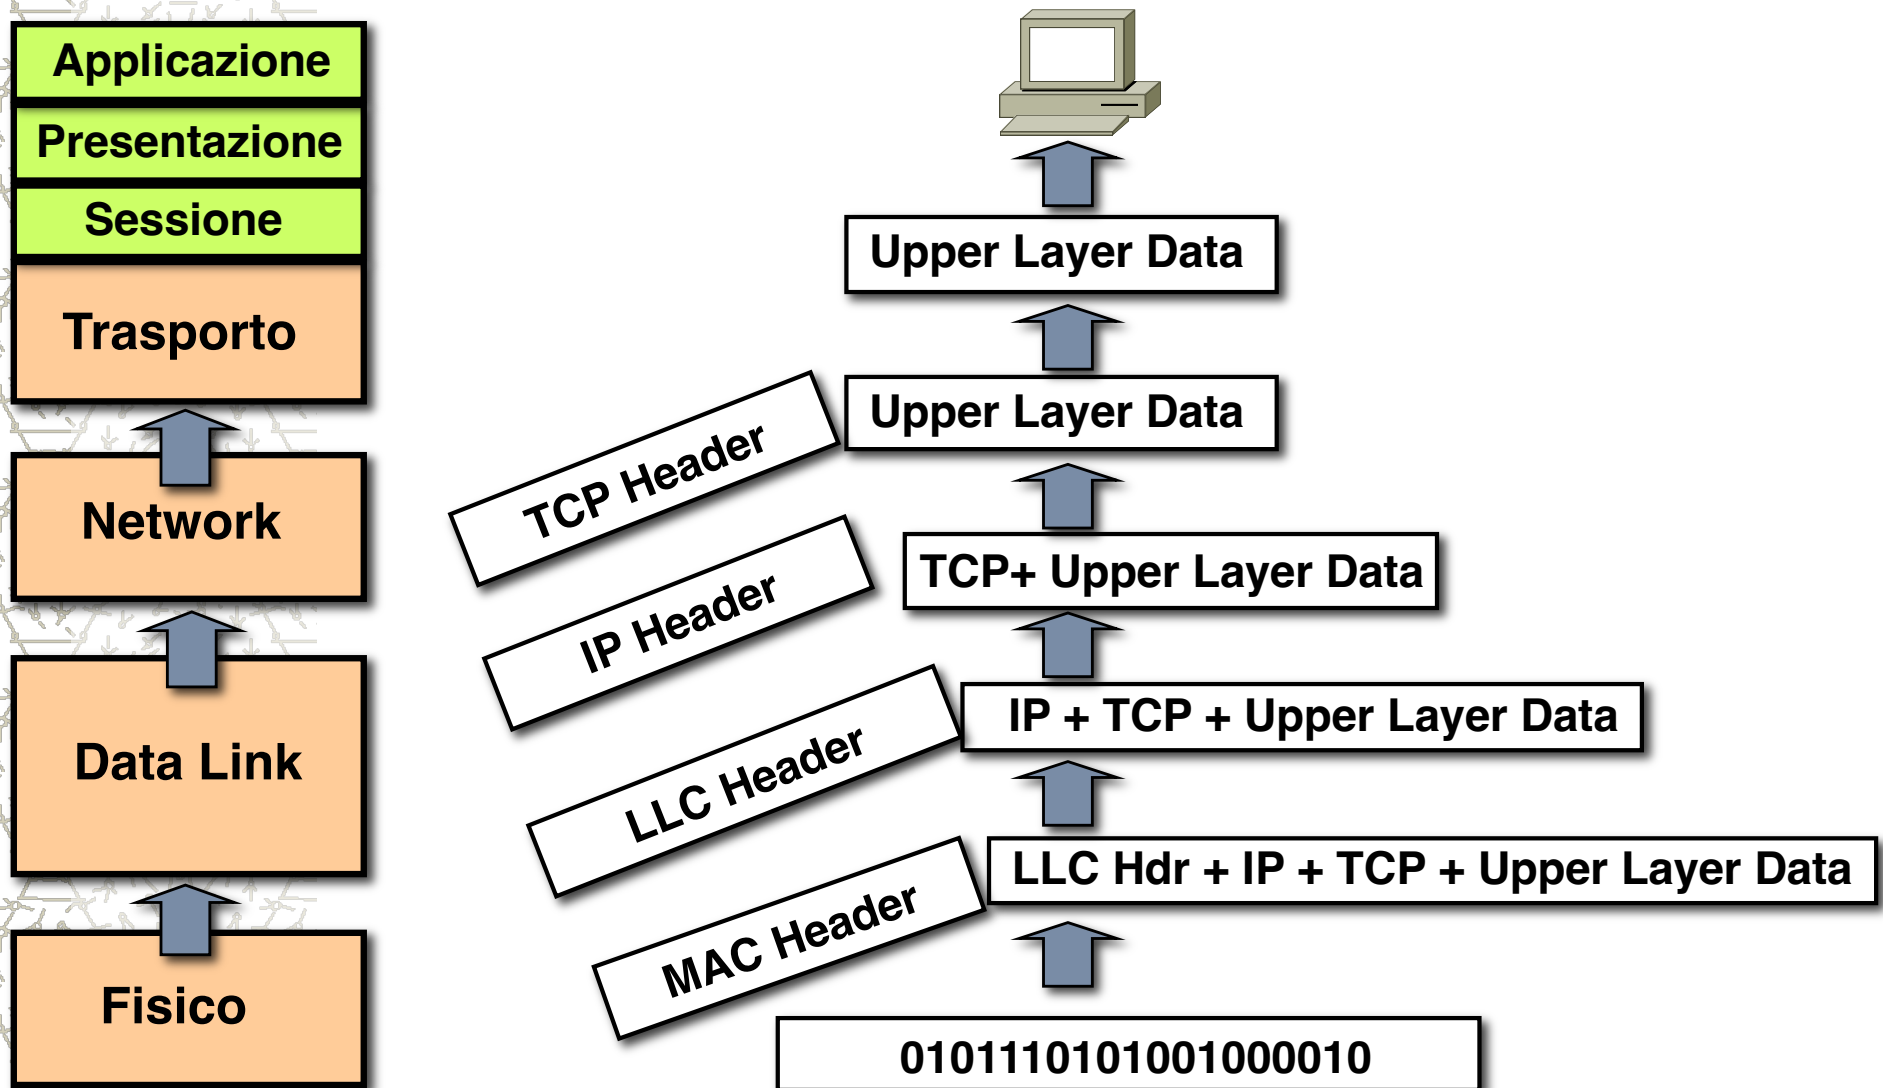 Applicazione
Presentazione
Sessione
Trasporto
Network
Data Link
Fisico
Upper Layer Data
Upper Layer Data
TCP Header
TCP+ Upper Layer Data
IP Header
IP + TCP + Upper Layer Data
LLC Header
LLC Hdr + IP + TCP + Upper Layer Data
MAC Header
0101110101001000010